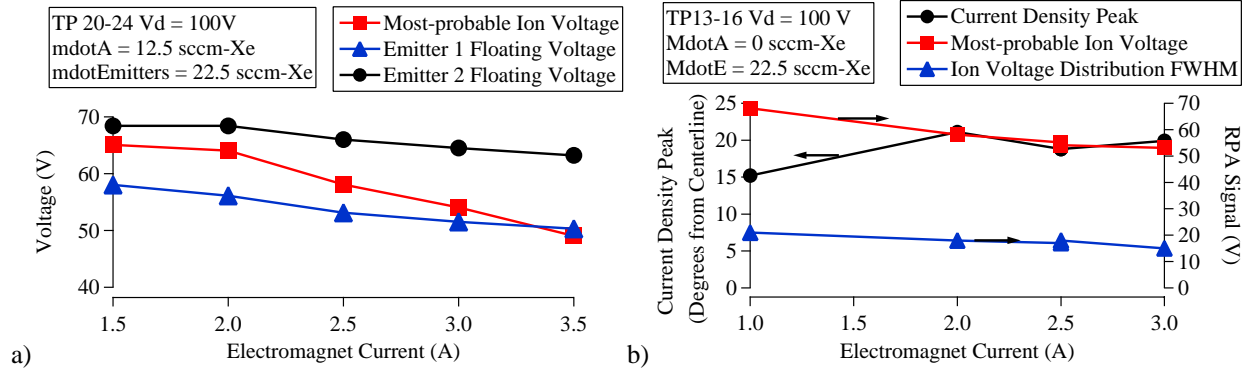 TP 20-24 Vd = 100V
mdotA = 12.5 sccm-Xe
mdotEmitters = 22.5 sccm-Xe
Most-probable Ion Voltage
Emitter 1 Floating Voltage
Emitter 2 Floating Voltage
Voltage (V)
70
60
50
40
1.5
2.0
2.5
3.0
3.5
Electromagnet Current (A)
a)
TP13-16 Vd = 100 V
MdotA = 0 sccm-Xe
MdotE = 22.5 sccm-Xe
Current Density Peak
Most-probable Ion Voltage
Ion Voltage Distribution FWHM
Current Density Peak
(Degrees from Centerline)
25
20
15
10
5
0
70
60
50
40
30
20
10
0
RPA Signal (V)
1.0
1.5
2.0
2.5
3.0
Electromagnet Current (A)
b)